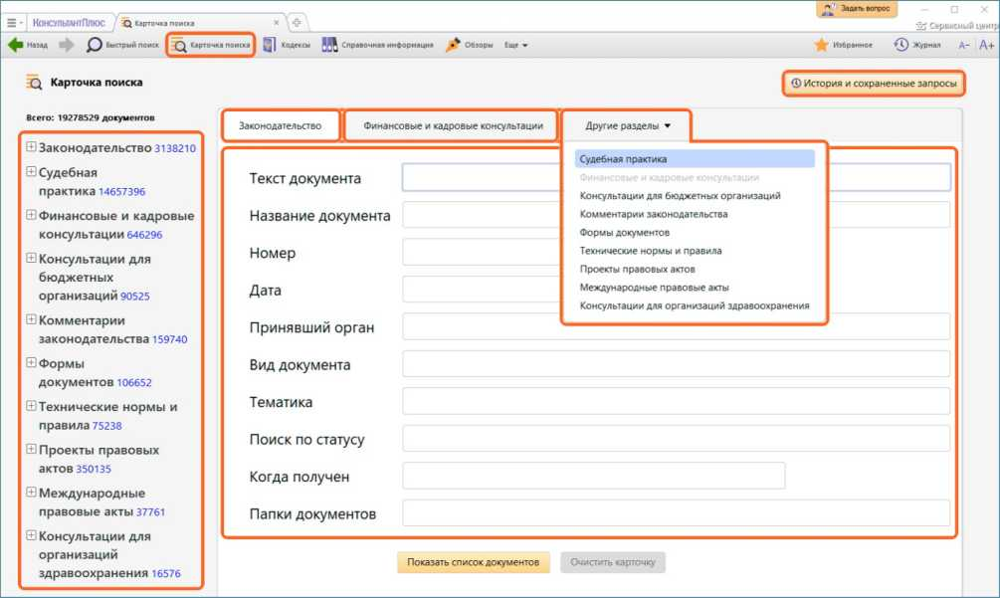 КонсультантПлюс
Карточка поиска
Задать вопрос
Сервисный центр
Назад
Быстрый поиск
Карточка поиска
Кодексы
Справочная информация
Обзоры
Еще
Избранное
Журнал
A−
A+
Карточка поиска
История и сохраненные запросы
Всего: 19278529 документов
Законодательство 3138210
Судебная
практика 14657396
Финансовые и кадровые
консультации 646296
Консультации для
бюджетных
организаций 90525
Комментарии
законодательства 159740
Формы
документов 106652
Технические нормы и
правила 75238
Проекты правовых
актов 350135
Международные
правовые акты 37761
Консультации для
организаций
здравоохранения 16576
Законодательство
Финансовые и кадровые консультации
Другие разделы
Судебная практика
Финансовые и кадровые консультации
Консультации для бюджетных организаций
Комментарии законодательства
Формы документов
Технические нормы и правила
Проекты правовых актов
Международные правовые акты
Консультации для организаций здравоохранения
Текст документа
Название документа
Номер
Дата
Принявший орган
Вид документа
Тематика
Поиск по статусу
Когда получен
Папки документов
Показать список документов
Очистить карточку